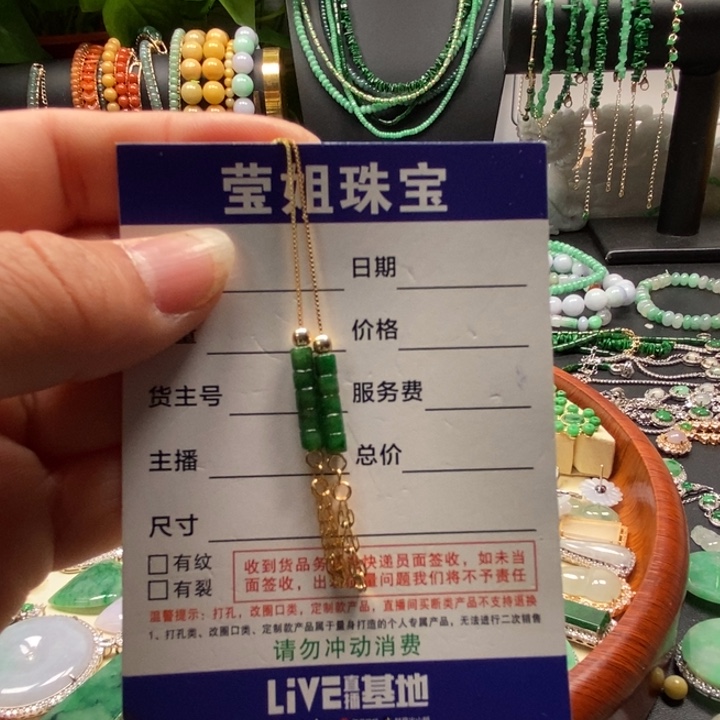 莹姐珠宝
日期
量 价格
货主号 服务费
主播 总价
尺寸
有纹
有裂
收到货品务 快递员面签收，如未当
面签收，出 量问题我们将不予责任
温馨提示：打孔，改圈口类，定制款产品，直播间买断类产品不支持退换
1、打孔类、改圈口类、定制款产品属于量身打造的个人专属产品，无法进行二次销售
请勿冲动消费
LiVE直播基地